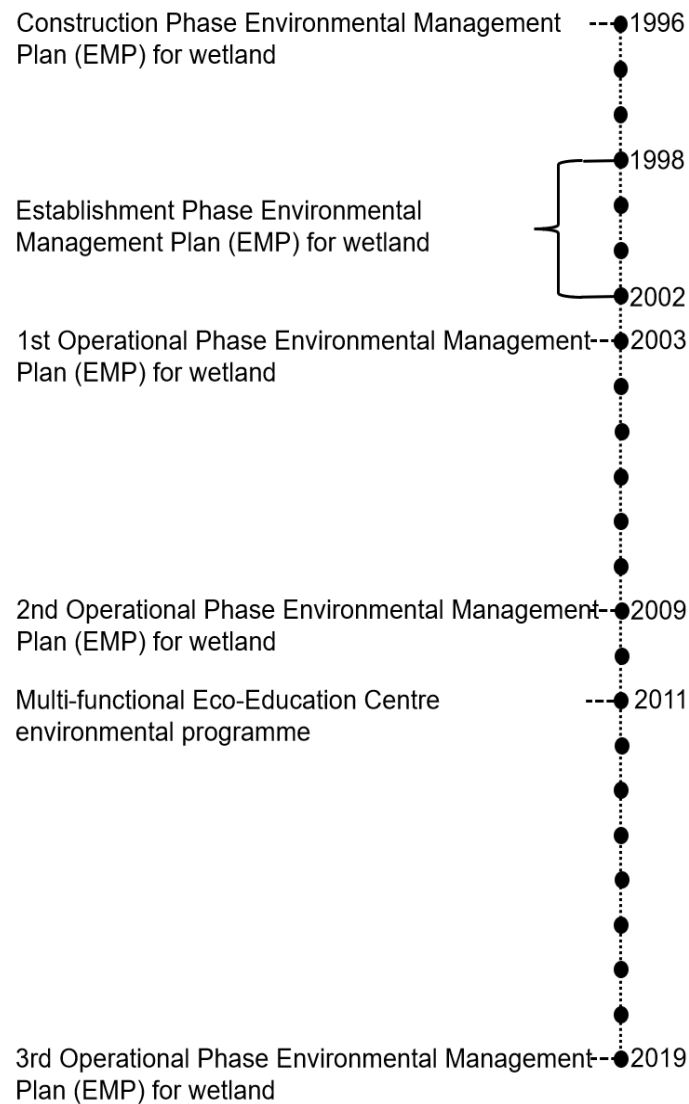 Construction Phase Environmental Management
Plan (EMP) for wetland
1996
1998
Establishment Phase Environmental
Management Plan (EMP) for wetland
2002
1st Operational Phase Environmental Management
Plan (EMP) for wetland
2003
2nd Operational Phase Environmental Management
Plan (EMP) for wetland
2009
Multi-functional Eco-Education Centre
environmental programme
2011
3rd Operational Phase Environmental Management
Plan (EMP) for wetland
2019